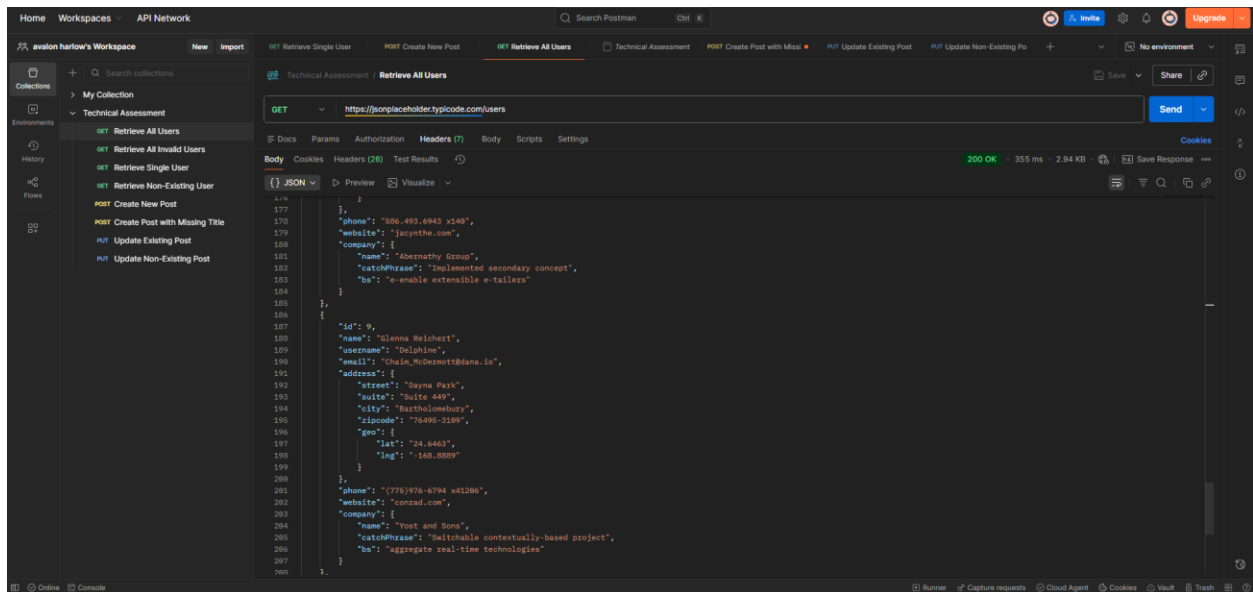 Home Workspaces API Network Search Postman Ctrl K Invite Upgrade
avalon harlow's Workspace New Import
GET Retrieve Single User POST Create New Post GET Retrieve All Users Technical Assessment POST Create Post with Missi PUT Update Existing Post PUT Update Non-Existing Po + No environment
Collections
Environments
History
Flows
+ Search collections
My Collection
Technical Assessment
GET Retrieve All Users
GET Retrieve All Invalid Users
GET Retrieve Single User
GET Retrieve Non-Existing User
POST Create New Post
POST Create Post with Missing Title
PUT Update Existing Post
PUT Update Non-Existing Post
Technical Assessment / Retrieve All Users Save Share
GET https://jsonplaceholder.typicode.com/users Send
Docs Params Authorization Headers (7) Body Scripts Settings Cookies
Body Cookies Headers (26) Test Results 200 OK 355 ms 2.94 KB Save Response
{} JSON Preview Visualize
176 }
177 },
178 "phone": "586.493.6943 x140",
179 "website": "jacynthe.com",
180 "company": {
181 "name": "Abernathy Group",
182 "catchPhrase": "Implemented secondary concept",
183 "bs": "e-enable extensible e-tailers"
184 }
185 },
186 {
187 "id": 9,
188 "name": "Glenna Reichert",
189 "username": "Delphine",
190 "email": "Chaim_McDermott@dana.io",
191 "address": {
192 "street": "Dayna Park",
193 "suite": "Suite 449",
194 "city": "Bartholomebury",
195 "zipcode": "76495-3109",
196 "geo": {
197 "lat": "24.6463",
198 "lng": "-168.8889"
199 }
200 },
201 "phone": "(775)976-6794 x41206",
202 "website": "conrad.com",
203 "company": {
204 "name": "Yost and Sons",
205 "catchPhrase": "Switchable contextually-based project",
206 "bs": "aggregate real-time technologies"
207 }
208 },
Online Console Runner Capture requests Cloud Agent Cookies Vault Trash